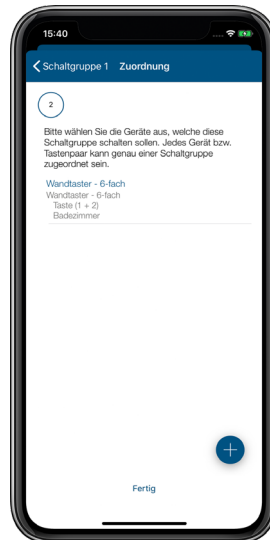 15:40
Schaltgruppe 1 Zuordnung
2
Bitte wählen Sie die Geräte aus, welche diese
Schaltgruppe schalten sollen. Jedes Gerät bzw.
Tastenpaar kann genau einer Schaltgruppe
zugeordnet sein.
Wandtaster - 6-fach
Wandtaster - 6-fach
Taste (1 + 2)
Badezimmer
Fertig